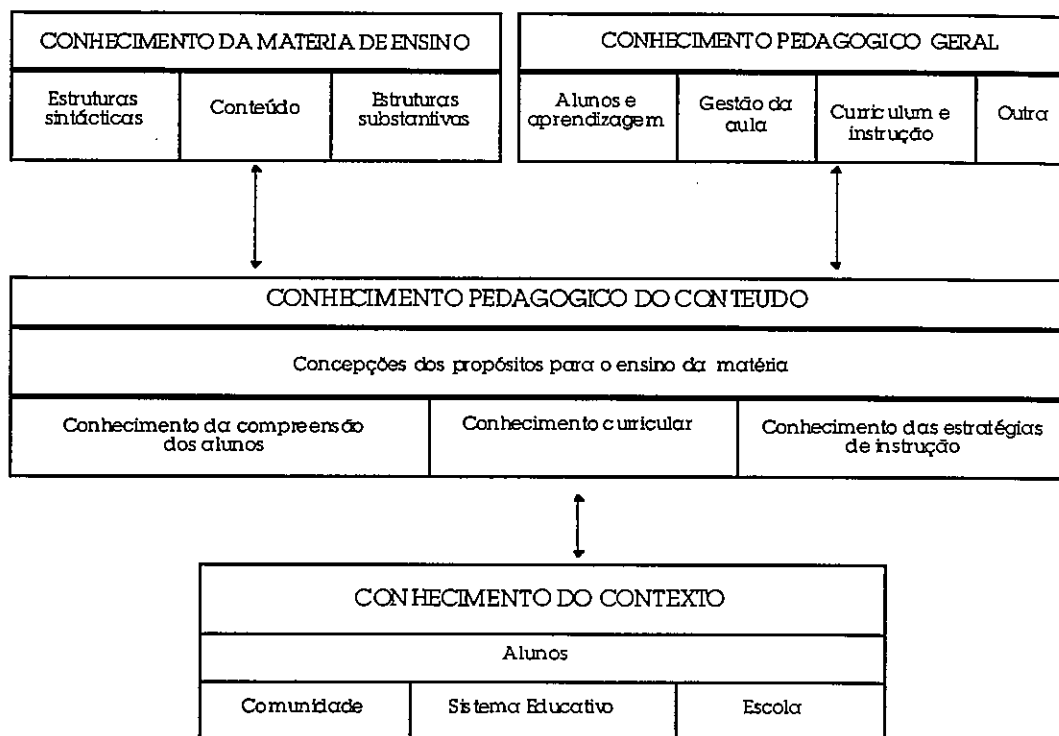 CONHECIMENTO DA MATERIA DE ENSINO
Estruturas
sintácticas
Conteúdo
Estruturas
substantivas
CONHECIMENTO PEDAGOGICO GERAL
Alunos e
aprendizagem
Gestão da
aula
Curriculum e
instrução
Outra
CONHECIMENTO PEDAGOGICO DO CONTEUDO
Concepções dos propósitos para o ensino da matéria
Conhecimento da compreensão
dos alunos
Conhecimento curricular
Conhecimento das estratégias
de instrução
CONHECIMENTO DO CONTEXTO
Alunos
Comunidade
Sistema Educativo
Escola